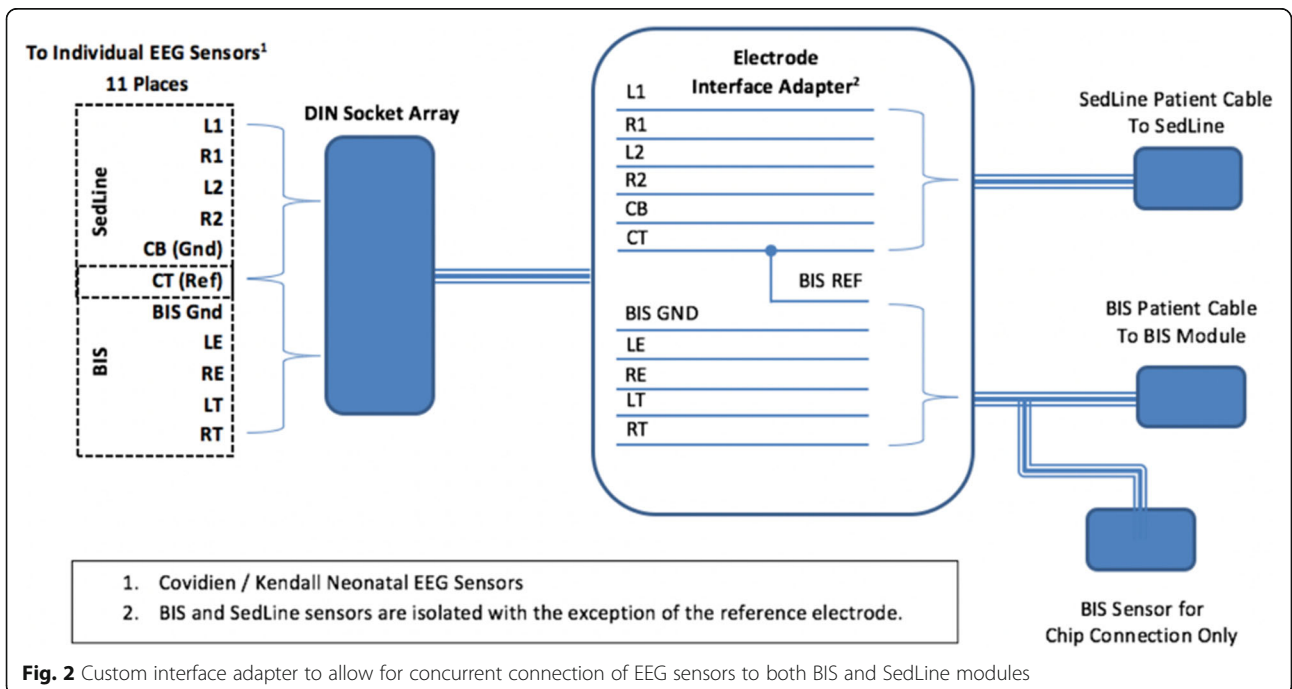 To Individual EEG Sensors1
11 Places
SedLine
L1
R1
L2
R2
CB (Gnd)
CT (Ref)
BIS
BIS Gnd
LE
RE
LT
RT
DIN Socket Array
Electrode
Interface Adapter2
L1
R1
L2
R2
CB
CT
BIS REF
BIS GND
LE
RE
LT
RT
SedLine Patient Cable
To SedLine
BIS Patient Cable
To BIS Module
BIS Sensor for
Chip Connection Only
1. Covidien / Kendall Neonatal EEG Sensors
2. BIS and SedLine sensors are isolated with the exception of the reference electrode.
Fig. 2 Custom interface adapter to allow for concurrent connection of EEG sensors to both BIS and SedLine modules